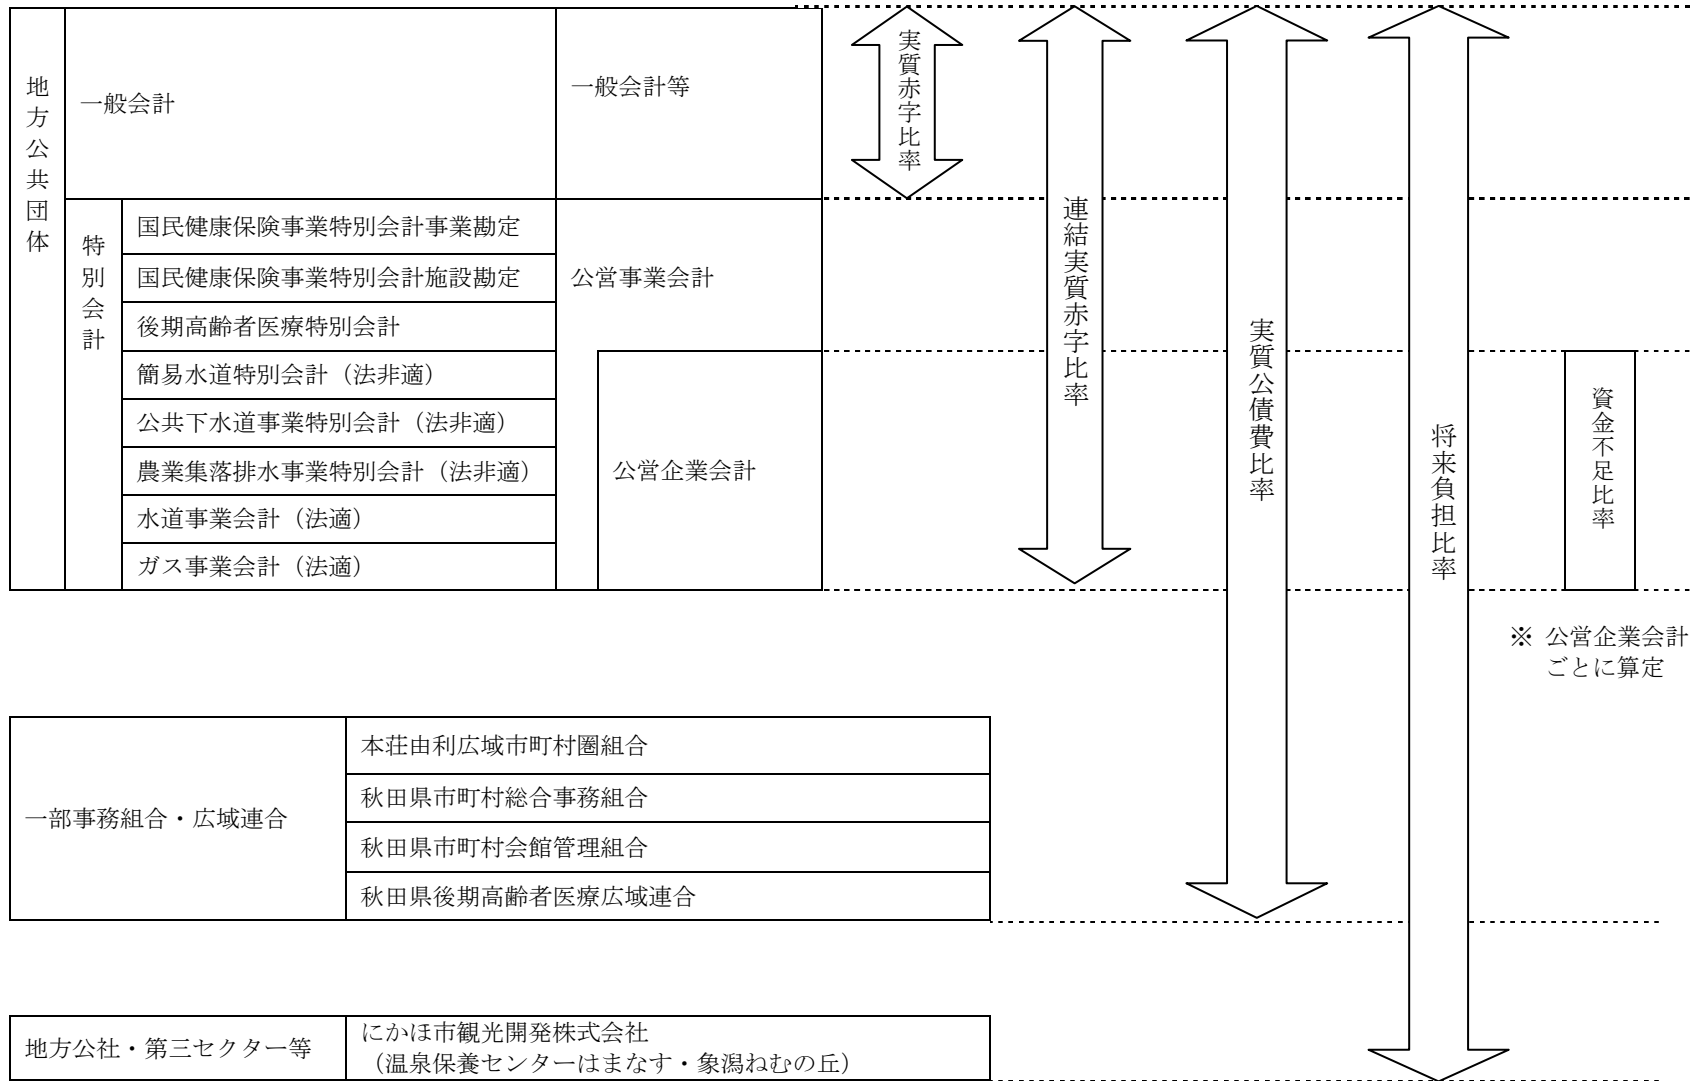 地方公共団体
一般会計
一般会計等
特別会計
国民健康保険事業特別会計事業勘定
国民健康保険事業特別会計施設勘定
後期高齢者医療特別会計
簡易水道特別会計（法非適）
公共下水道事業特別会計（法非適）
農業集落排水事業特別会計（法非適）
水道事業会計（法適）
ガス事業会計（法適）
公営事業会計
公営企業会計
実質赤字比率
連結実質赤字比率
実質公債費比率
将来負担比率
資金不足比率
※ 公営企業会計
ごとに算定
一部事務組合・広域連合
本荘由利広域市町村圏組合
秋田県市町村総合事務組合
秋田県市町村会館管理組合
秋田県後期高齢者医療広域連合
地方公社・第三セクター等
にかほ市観光開発株式会社
（温泉保養センターはまなす・象潟ねむの丘）